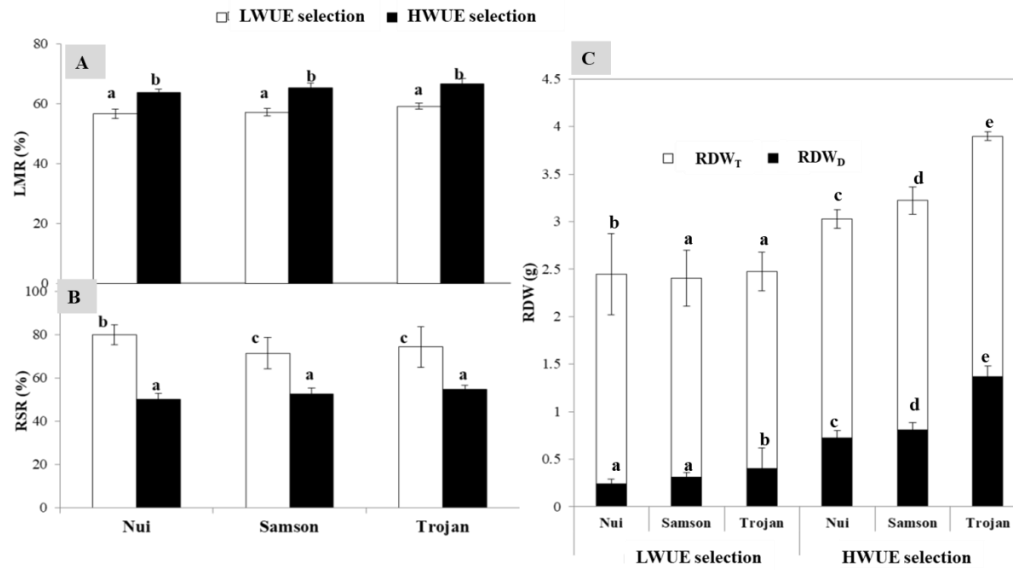 LWUE selection HWUE selection
A
80
60
40
20
0
LMR (%)
a b a b a b
B
100
80
60
40
20
0
RSR (%)
b a c a c a
Nui Samson Trojan
C
4.5
4
3.5
3
2.5
2
1.5
1
0.5
0
RDW (g)
RDW_T RDW_D
b a a c d e
a a b c d e
Nui Samson Trojan Nui Samson Trojan
LWUE selection HWUE selection